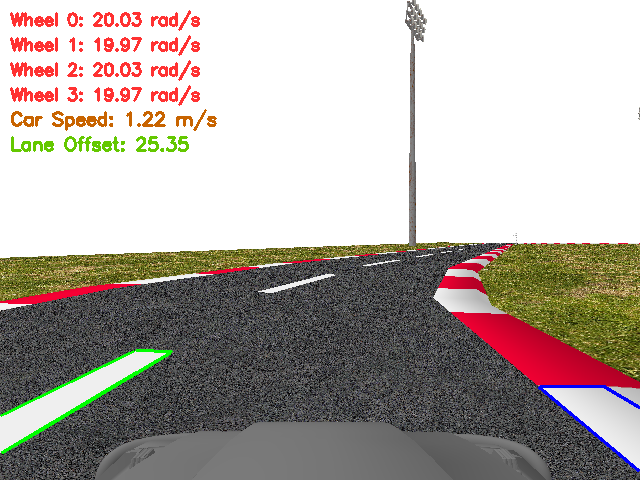 Wheel 0: 20.03 rad/s
Wheel 1: 19.97 rad/s
Wheel 2: 20.03 rad/s
Wheel 3: 19.97 rad/s
Car Speed: 1.22 m/s
Lane Offset: 25.35